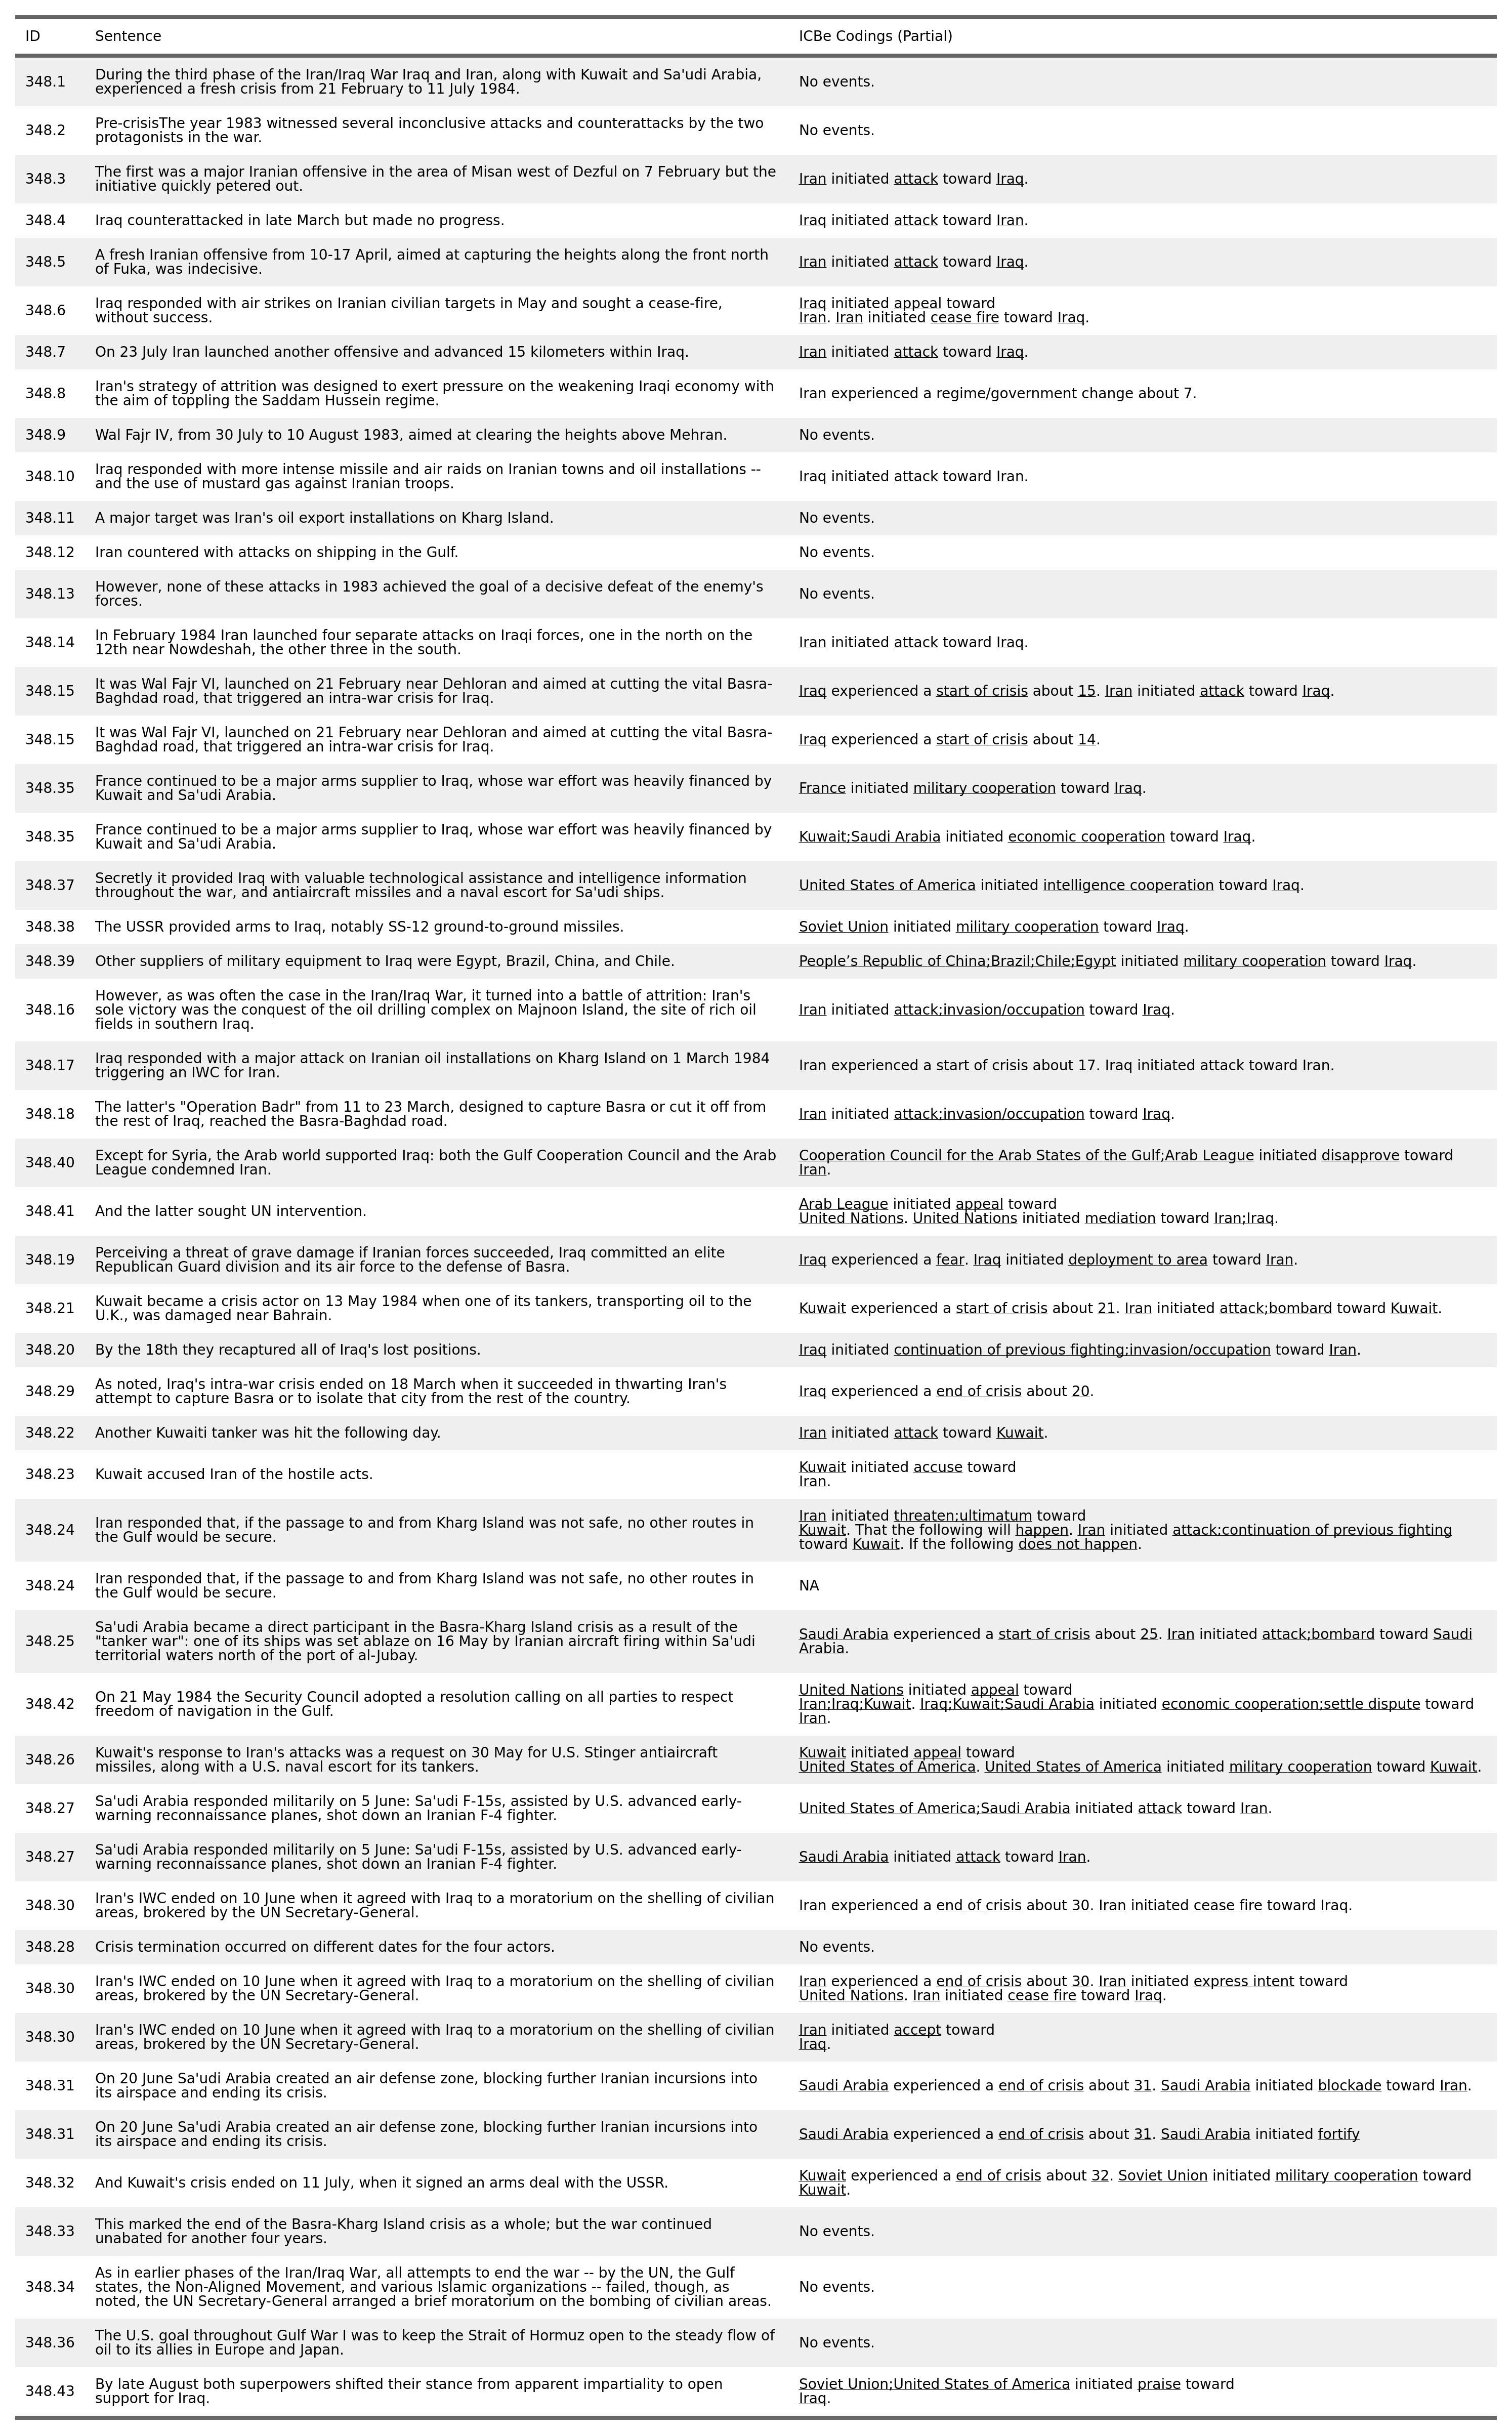 ID Sentence ICBe Codings (Partial)
348.1 During the third phase of the Iran/Iraq War Iraq and Iran, along with Kuwait and Sa'udi Arabia, No events.
experienced a fresh crisis from 21 February to 11 July 1984.
348.2 Pre-crisisThe year 1983 witnessed several inconclusive attacks and counterattacks by the two No events.
protagonists in the war.
348.3 The first was a major Iranian offensive in the area of Misan west of Dezful on 7 February but the Iran initiated attack toward Iraq.
initiative quickly petered out.
348.4 Iraq counterattacked in late March but made no progress. Iraq initiated attack toward Iran.
348.5 A fresh Iranian offensive from 10-17 April, aimed at capturing the heights along the front north Iran initiated attack toward Iraq.
of Fuka, was indecisive.
348.6 Iraq responded with air strikes on Iranian civilian targets in May and sought a cease-fire, Iraq initiated appeal toward
without success. Iran. Iran initiated cease fire toward Iraq.
348.7 On 23 July Iran launched another offensive and advanced 15 kilometers within Iraq. Iran initiated attack toward Iraq.
348.8 Iran's strategy of attrition was designed to exert pressure on the weakening Iraqi economy with Iran experienced a regime/government change about 7.
the aim of toppling the Saddam Hussein regime.
348.9 Wal Fajr IV, from 30 July to 10 August 1983, aimed at clearing the heights above Mehran. No events.
348.10 Iraq responded with more intense missile and air raids on Iranian towns and oil installations -- Iraq initiated attack toward Iran.
and the use of mustard gas against Iranian troops.
348.11 A major target was Iran's oil export installations on Kharg Island. No events.
348.12 Iran countered with attacks on shipping in the Gulf. No events.
348.13 However, none of these attacks in 1983 achieved the goal of a decisive defeat of the enemy's No events.
forces.
348.14 In February 1984 Iran launched four separate attacks on Iraqi forces, one in the north on the Iran initiated attack toward Iraq.
12th near Nowdeshah, the other three in the south.
348.15 It was Wal Fajr VI, launched on 21 February near Dehloran and aimed at cutting the vital Basra- Iraq experienced a start of crisis about 15. Iran initiated attack toward Iraq.
Baghdad road, that triggered an intra-war crisis for Iraq.
348.15 It was Wal Fajr VI, launched on 21 February near Dehloran and aimed at cutting the vital Basra- Iraq experienced a start of crisis about 14.
Baghdad road, that triggered an intra-war crisis for Iraq.
348.35 France continued to be a major arms supplier to Iraq, whose war effort was heavily financed by France initiated military cooperation toward Iraq.
Kuwait and Sa'udi Arabia.
348.35 France continued to be a major arms supplier to Iraq, whose war effort was heavily financed by Kuwait;Saudi Arabia initiated economic cooperation toward Iraq.
Kuwait and Sa'udi Arabia.
348.37 Secretly it provided Iraq with valuable technological assistance and intelligence information United States of America initiated intelligence cooperation toward Iraq.
throughout the war, and antiaircraft missiles and a naval escort for Sa'udi ships.
348.38 The USSR provided arms to Iraq, notably SS-12 ground-to-ground missiles. Soviet Union initiated military cooperation toward Iraq.
348.39 Other suppliers of military equipment to Iraq were Egypt, Brazil, China, and Chile. People’s Republic of China;Brazil;Chile;Egypt initiated military cooperation toward Iraq.
348.16 However, as was often the case in the Iran/Iraq War, it turned into a battle of attrition: Iran's Iran initiated attack;invasion/occupation toward Iraq.
sole victory was the conquest of the oil drilling complex on Majnoon Island, the site of rich oil
fields in southern Iraq.
348.17 Iraq responded with a major attack on Iranian oil installations on Kharg Island on 1 March 1984 Iran experienced a start of crisis about 17. Iraq initiated attack toward Iran.
triggering an IWC for Iran.
348.18 The latter's "Operation Badr" from 11 to 23 March, designed to capture Basra or cut it off from Iran initiated attack;invasion/occupation toward Iraq.
the rest of Iraq, reached the Basra-Baghdad road.
348.40 Except for Syria, the Arab world supported Iraq: both the Gulf Cooperation Council and the Arab Cooperation Council for the Arab States of the Gulf;Arab League initiated disapprove toward
League condemned Iran. Iran.
348.41 And the latter sought UN intervention. Arab League initiated appeal toward
United Nations. United Nations initiated mediation toward Iran;Iraq.
348.19 Perceiving a threat of grave damage if Iranian forces succeeded, Iraq committed an elite Iraq experienced a fear. Iraq initiated deployment to area toward Iran.
Republican Guard division and its air force to the defense of Basra.
348.21 Kuwait became a crisis actor on 13 May 1984 when one of its tankers, transporting oil to the Kuwait experienced a start of crisis about 21. Iran initiated attack;bombard toward Kuwait.
U.K., was damaged near Bahrain.
348.20 By the 18th they recaptured all of Iraq's lost positions. Iraq initiated continuation of previous fighting;invasion/occupation toward Iran.
348.29 As noted, Iraq's intra-war crisis ended on 18 March when it succeeded in thwarting Iran's Iraq experienced a end of crisis about 20.
attempt to capture Basra or to isolate that city from the rest of the country.
348.22 Another Kuwaiti tanker was hit the following day. Iran initiated attack toward Kuwait.
348.23 Kuwait accused Iran of the hostile acts. Kuwait initiated accuse toward
Iran.
348.24 Iran responded that, if the passage to and from Kharg Island was not safe, no other routes in Iran initiated threaten;ultimatum toward
the Gulf would be secure. Kuwait. That the following will happen. Iran initiated attack;continuation of previous fighting
toward Kuwait. If the following does not happen.
348.24 Iran responded that, if the passage to and from Kharg Island was not safe, no other routes in NA
the Gulf would be secure.
348.25 Sa'udi Arabia became a direct participant in the Basra-Kharg Island crisis as a result of the Saudi Arabia experienced a start of crisis about 25. Iran initiated attack;bombard toward Saudi
"tanker war": one of its ships was set ablaze on 16 May by Iranian aircraft firing within Sa'udi Arabia.
territorial waters north of the port of al-Jubay.
348.42 On 21 May 1984 the Security Council adopted a resolution calling on all parties to respect United Nations initiated appeal toward
freedom of navigation in the Gulf. Iran;Iraq;Kuwait. Iraq;Kuwait;Saudi Arabia initiated economic cooperation;settle dispute toward
Iran.
348.26 Kuwait's response to Iran's attacks was a request on 30 May for U.S. Stinger antiaircraft Kuwait initiated appeal toward
missiles, along with a U.S. naval escort for its tankers. United States of America. United States of America initiated military cooperation toward Kuwait.
348.27 Sa'udi Arabia responded militarily on 5 June: Sa'udi F-15s, assisted by U.S. advanced early- United States of America;Saudi Arabia initiated attack toward Iran.
warning reconnaissance planes, shot down an Iranian F-4 fighter.
348.27 Sa'udi Arabia responded militarily on 5 June: Sa'udi F-15s, assisted by U.S. advanced early- Saudi Arabia initiated attack toward Iran.
warning reconnaissance planes, shot down an Iranian F-4 fighter.
348.30 Iran's IWC ended on 10 June when it agreed with Iraq to a moratorium on the shelling of civilian Iran experienced a end of crisis about 30. Iran initiated cease fire toward Iraq.
areas, brokered by the UN Secretary-General.
348.28 Crisis termination occurred on different dates for the four actors. No events.
348.30 Iran's IWC ended on 10 June when it agreed with Iraq to a moratorium on the shelling of civilian Iran experienced a end of crisis about 30. Iran initiated express intent toward
areas, brokered by the UN Secretary-General. United Nations. Iran initiated cease fire toward Iraq.
348.30 Iran's IWC ended on 10 June when it agreed with Iraq to a moratorium on the shelling of civilian Iran initiated accept toward
areas, brokered by the UN Secretary-General. Iraq.
348.31 On 20 June Sa'udi Arabia created an air defense zone, blocking further Iranian incursions into Saudi Arabia experienced a end of crisis about 31. Saudi Arabia initiated blockade toward Iran.
its airspace and ending its crisis.
348.31 On 20 June Sa'udi Arabia created an air defense zone, blocking further Iranian incursions into Saudi Arabia experienced a end of crisis about 31. Saudi Arabia initiated fortify
its airspace and ending its crisis.
348.32 And Kuwait's crisis ended on 11 July, when it signed an arms deal with the USSR. Kuwait experienced a end of crisis about 32. Soviet Union initiated military cooperation toward
Kuwait.
348.33 This marked the end of the Basra-Kharg Island crisis as a whole; but the war continued No events.
unabated for another four years.
348.34 As in earlier phases of the Iran/Iraq War, all attempts to end the war -- by the UN, the Gulf No events.
states, the Non-Aligned Movement, and various Islamic organizations -- failed, though, as
noted, the UN Secretary-General arranged a brief moratorium on the bombing of civilian areas.
348.36 The U.S. goal throughout Gulf War I was to keep the Strait of Hormuz open to the steady flow of No events.
oil to its allies in Europe and Japan.
348.43 By late August both superpowers shifted their stance from apparent impartiality to open Soviet Union;United States of America initiated praise toward
support for Iraq. Iraq.